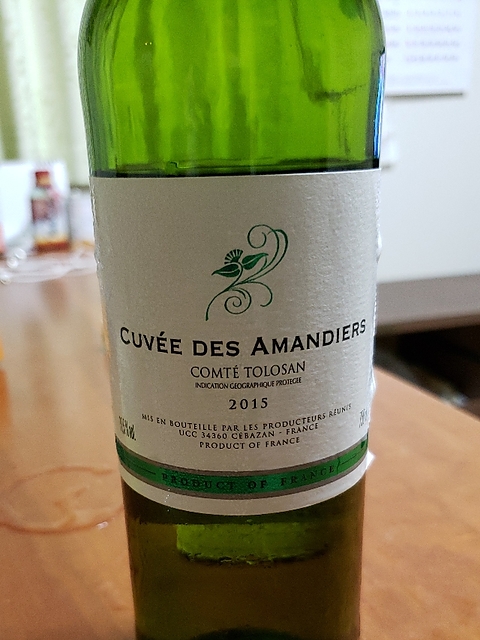 CUVÉE DES AMANDIERS
COMTÉ TOLOSAN
INDICATION GEOGRAPHIQUE PROTEGEE
2015
MIS EN BOUTEILLE PAR LES PRODUCTEURS RÉUNIS
UCC 34360 CÉBAZAN - FRANCE
PRODUCT OF FRANCE
PRODUCT OF FRANCE